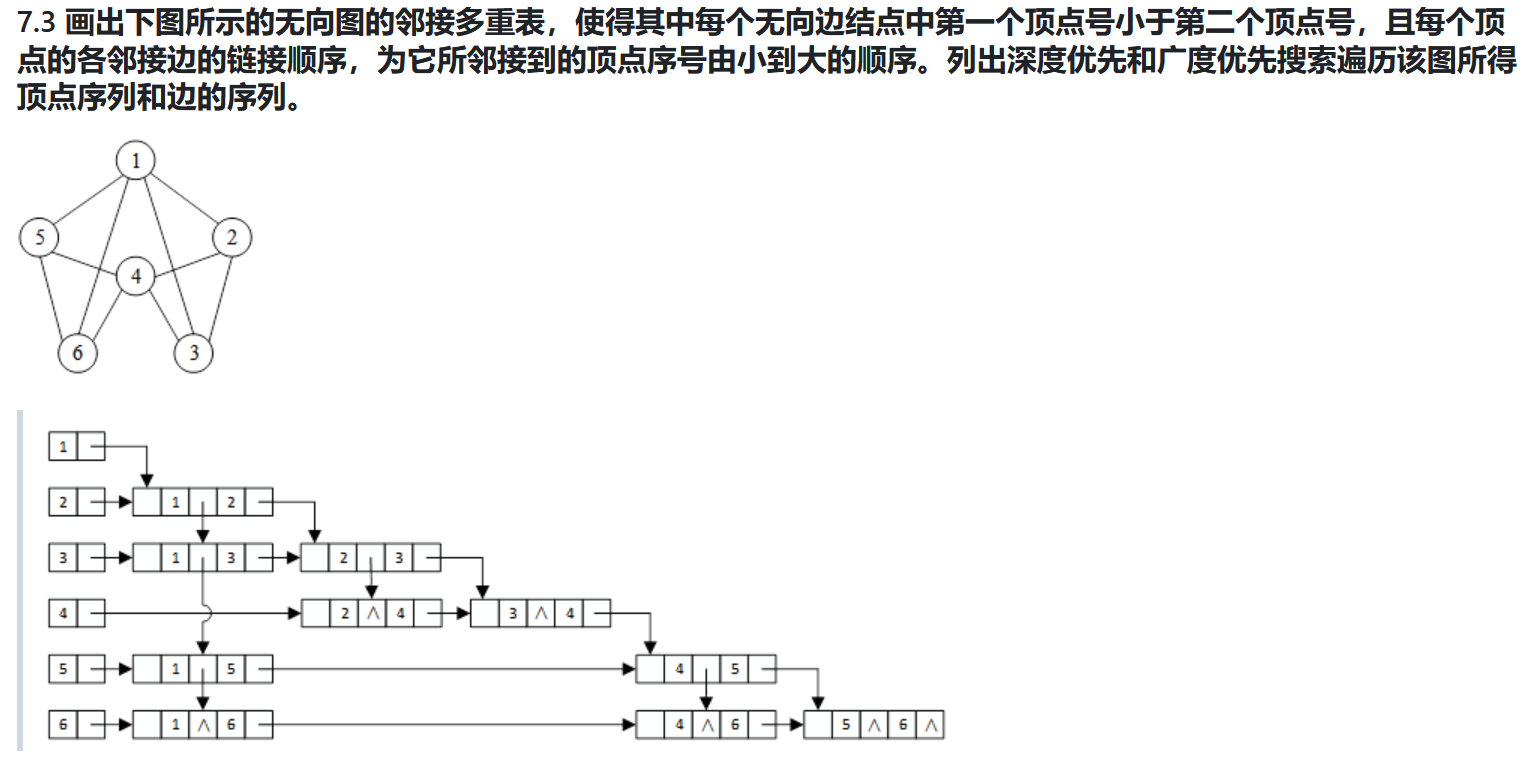 7.3 画出下图所示的无向图的邻接多重表，使得其中每个无向边结点中第一个顶点号小于第二个顶点号，且每个顶
点的各邻接边的链接顺序，为它所邻接到的顶点序号由小到大的顺序。列出深度优先和广度优先搜索遍历该图所得
顶点序列和边的序列。
1
5 2
4
6 3
1
2 1 2
3 1 3 2 3
4 2 ∧ 4 3 ∧ 4
5 1 5 4 5
6 1 ∧ 6 4 ∧ 6 5 ∧ 6 ∧